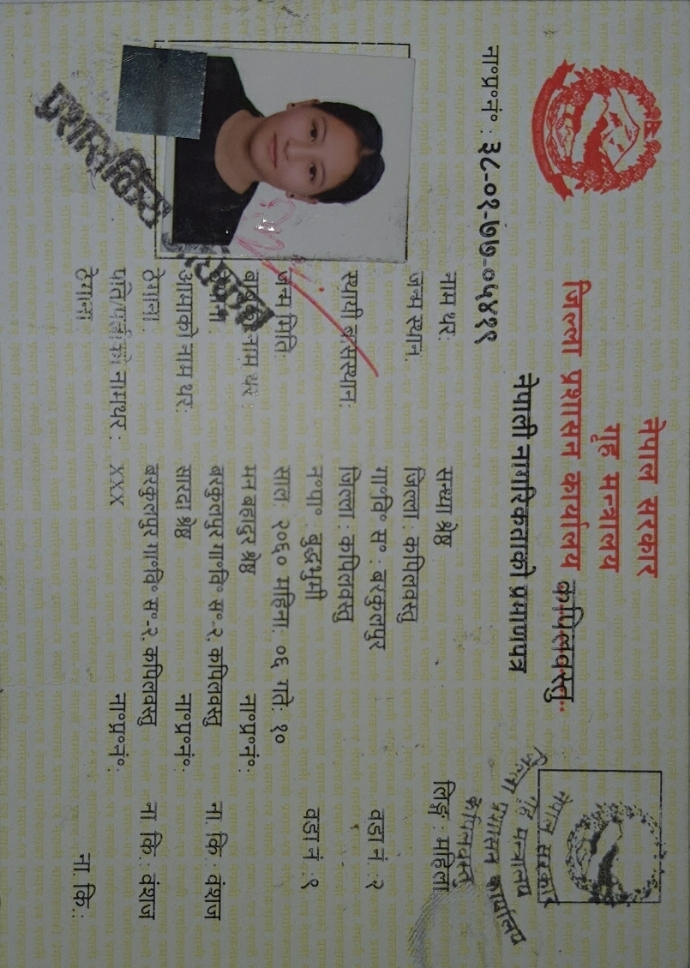 नेपाल सरकार
गृह मन्त्रालय
जिल्ला प्रशासन कार्यालय कपिलवस्तु
नेपाली नागरिकताको प्रमाणपत्र
ना°प्र°नं° : ३८-०१-७७-०५४११
नाम थर: सन्ध्या श्रेष्ठ लिङ्ग : महिला
जन्म स्थान: जिल्ला : कपिलवस्तु
गा°वि° स° : बरकुलपुर वडा नं : २
स्थायी बासस्थान: जिल्ला : कपिलवस्तु
न°पा° : बुद्धभुमी वडा नं : १
जन्म मिति: साल: २०६० महिना: ०६ गते: १०
बाबुको नाम थर : मन बहादुर श्रेष्ठ ना°प्र°नं°:
ठेगाना बरकुलपुर गा°वि° स°-२, कपिलवस्तु ना कि : वंशज
आमाको नाम थर: सारदा श्रेष्ठ ना°प्र°नं°:
ठेगाना: बरकुलपुर गा°वि° स°-२, कपिलवस्तु ना कि : वंशज
पति/पत्नीको नामथर : XXX ना°प्र°नं°:
ठेगाना ना. कि.:
नेपाल सरकार
गृह मन्त्रालय
जिल्ला प्रशासन कार्यालय
कपिलवस्तु